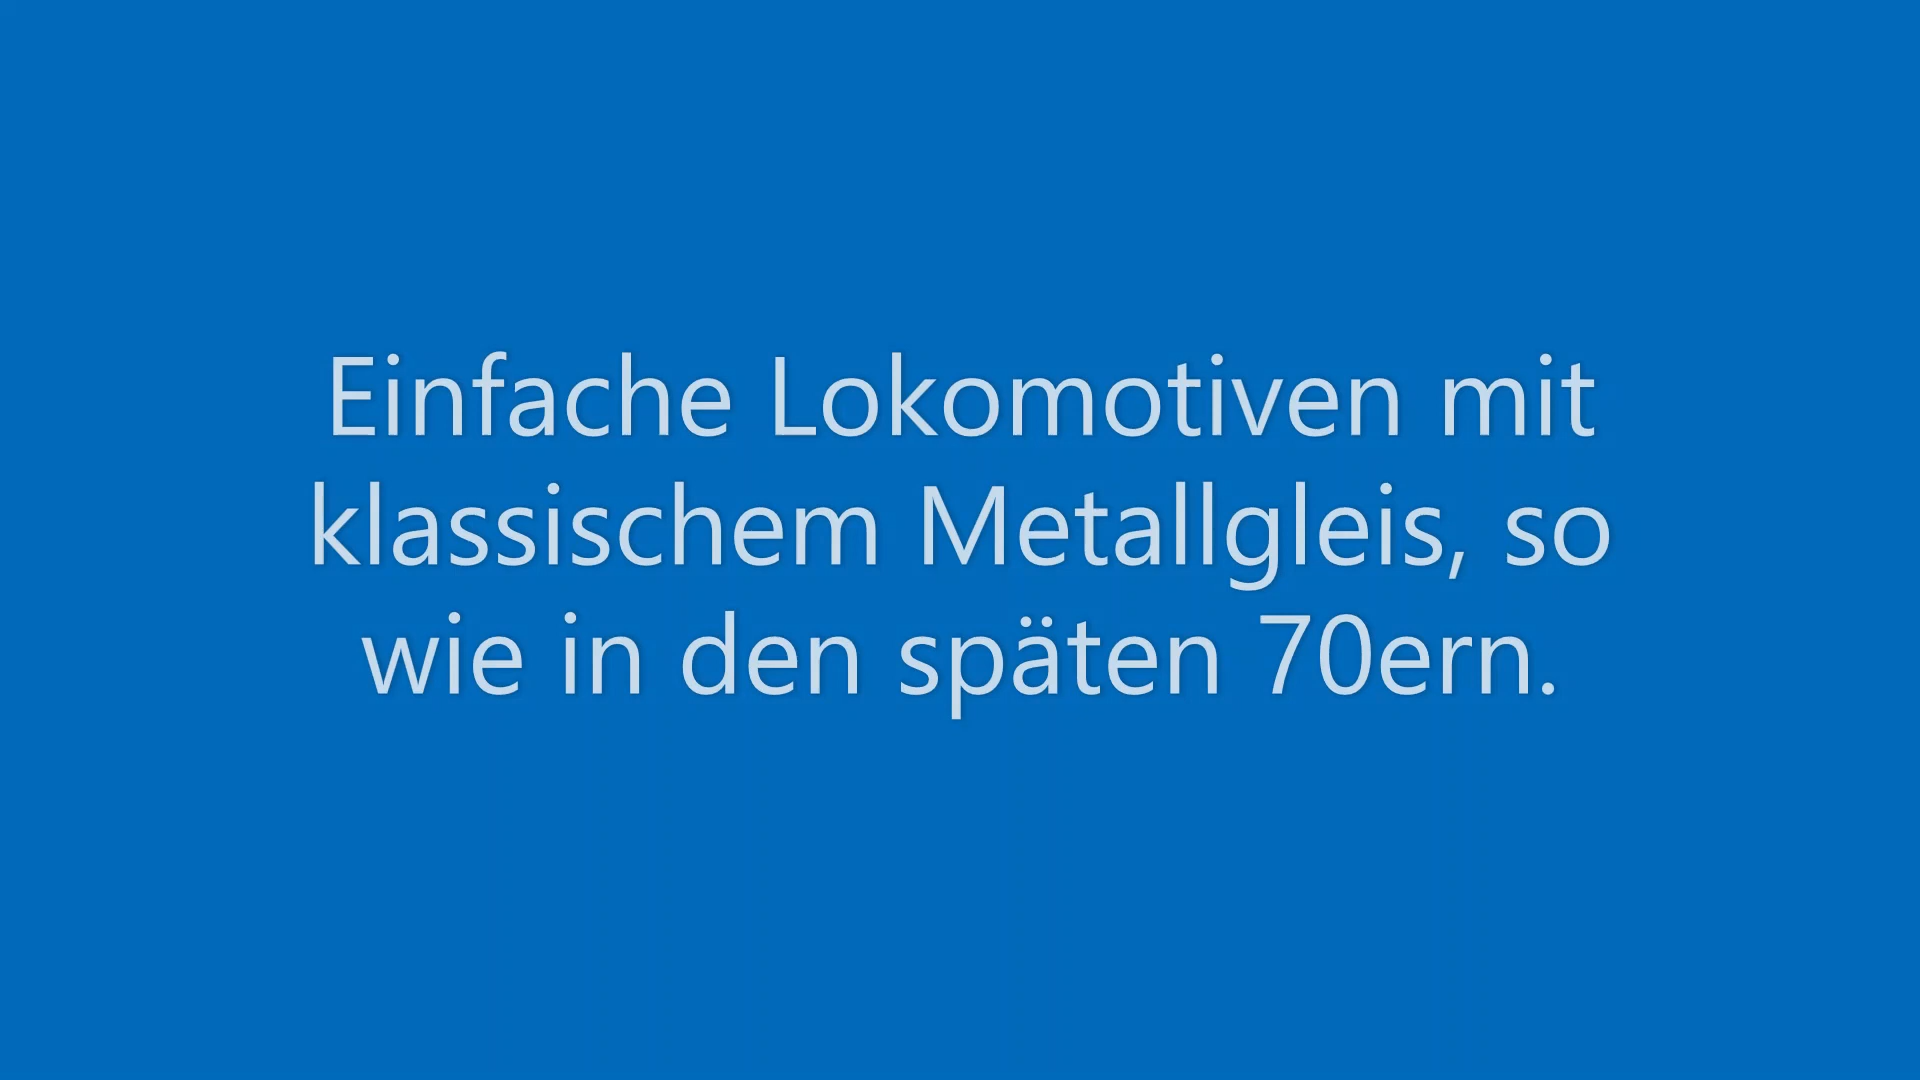 Einfache Lokomotiven mit
klassischem Metallgleis, so
wie in den späten 70ern.